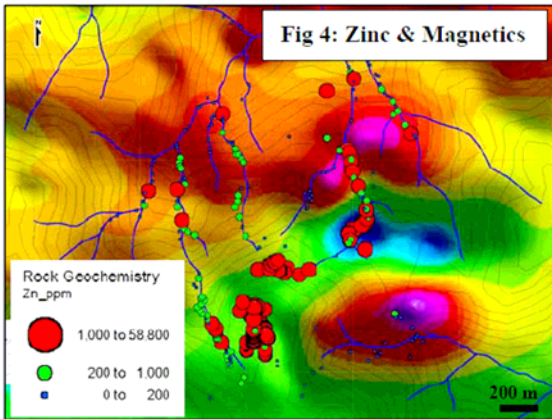 Fig 4: Zinc & Magnetics
Rock Geochemistry
Zn_ppm
1,000 to 58,800
200 to 1,000
0 to 200
200 m